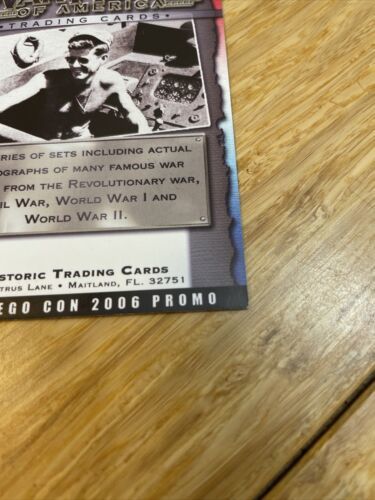 OF AMERICA
•TRADING CARDS•
RIES OF SETS INCLUDING ACTUAL
OGRAPHS OF MANY FAMOUS WAR
FROM THE REVOLUTIONARY WAR,
IL WAR, WORLD WAR I AND
WORLD WAR II.
STORIC TRADING CARDS
TRUS LANE • MAITLAND, FL. 32751
EGO CON 2006 PROMO